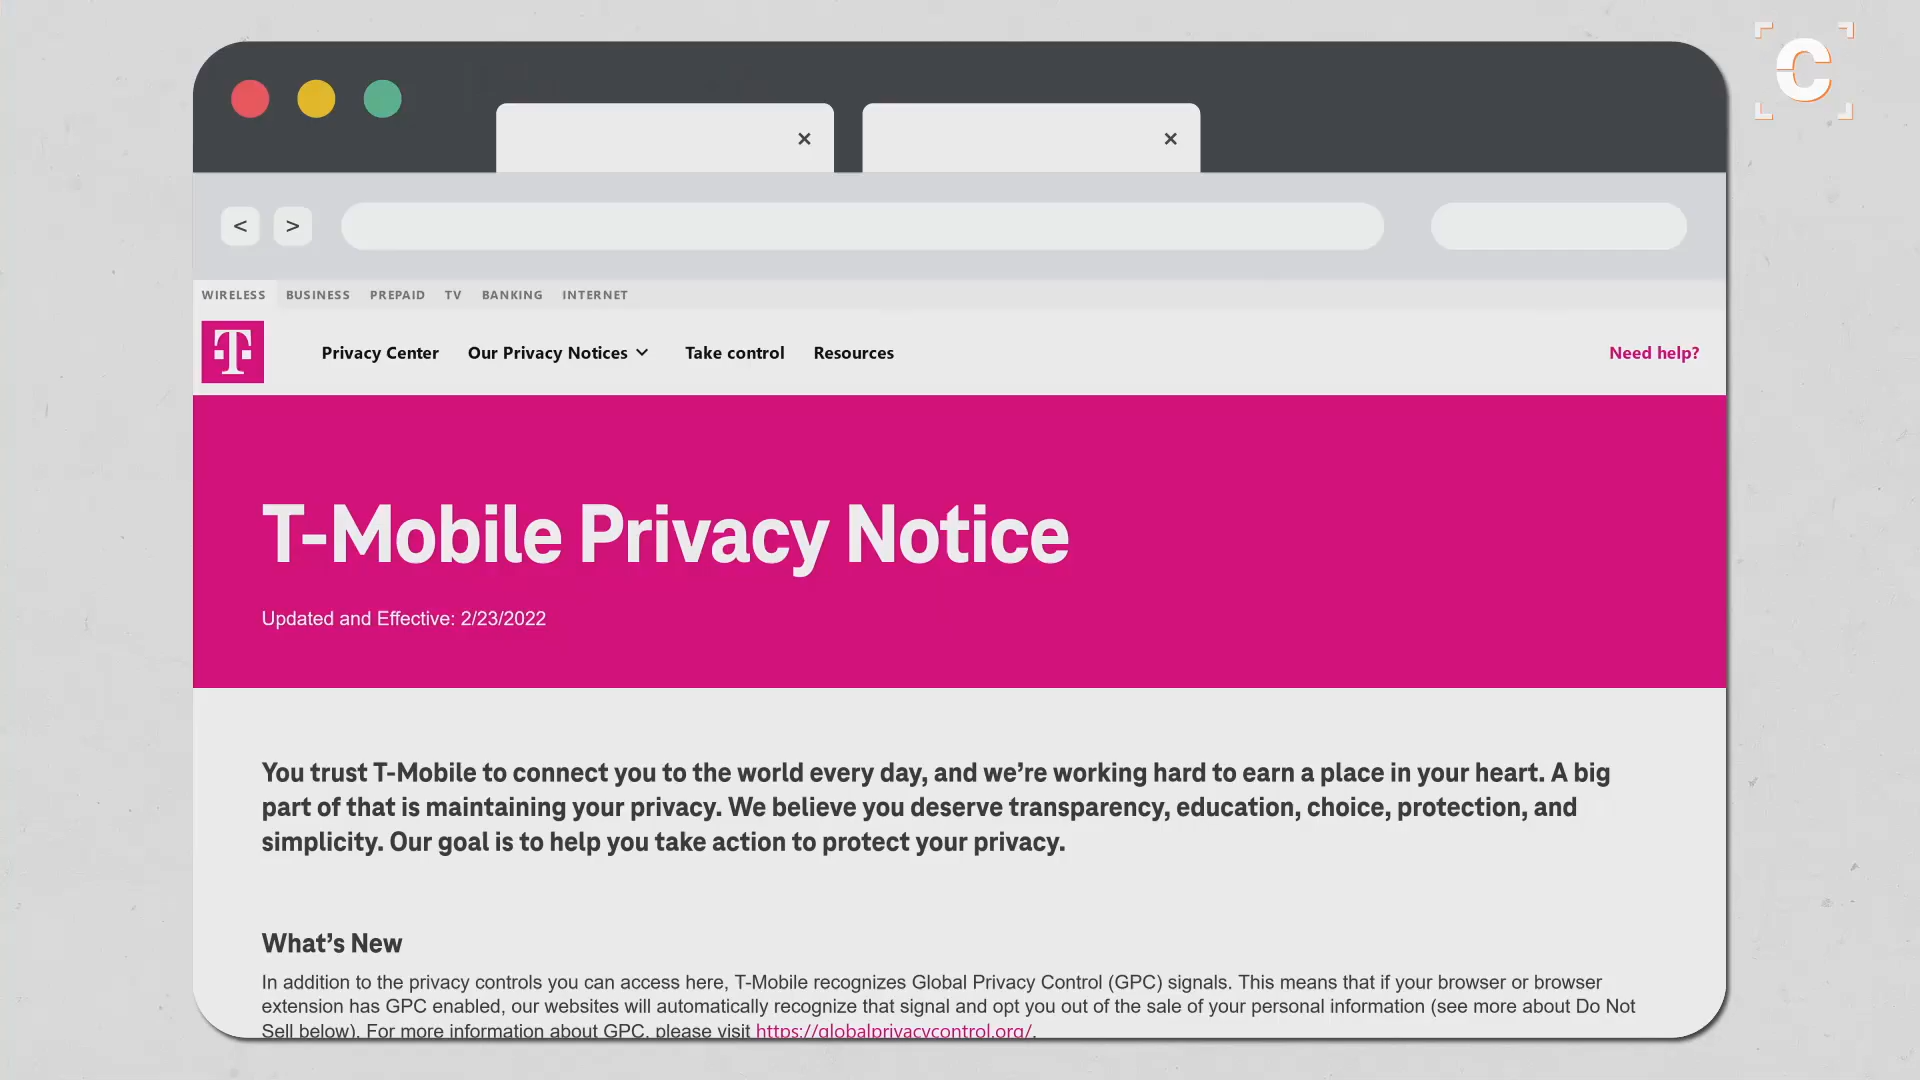 C
×
×
<
>
WIRELESS BUSINESS PREPAID TV BANKING INTERNET
T
Privacy Center Our Privacy Notices Take control Resources Need help?
T-Mobile Privacy Notice
Updated and Effective: 2/23/2022
You trust T-Mobile to connect you to the world every day, and we’re working hard to earn a place in your heart. A big
part of that is maintaining your privacy. We believe you deserve transparency, education, choice, protection, and
simplicity. Our goal is to help you take action to protect your privacy.
What’s New
In addition to the privacy controls you can access here, T-Mobile recognizes Global Privacy Control (GPC) signals. This means that if your browser or browser
extension has GPC enabled, our websites will automatically recognize that signal and opt you out of the sale of your personal information (see more about Do Not
Sell below). For more information about GPC, please visit https://globalprivacycontrol.org/.